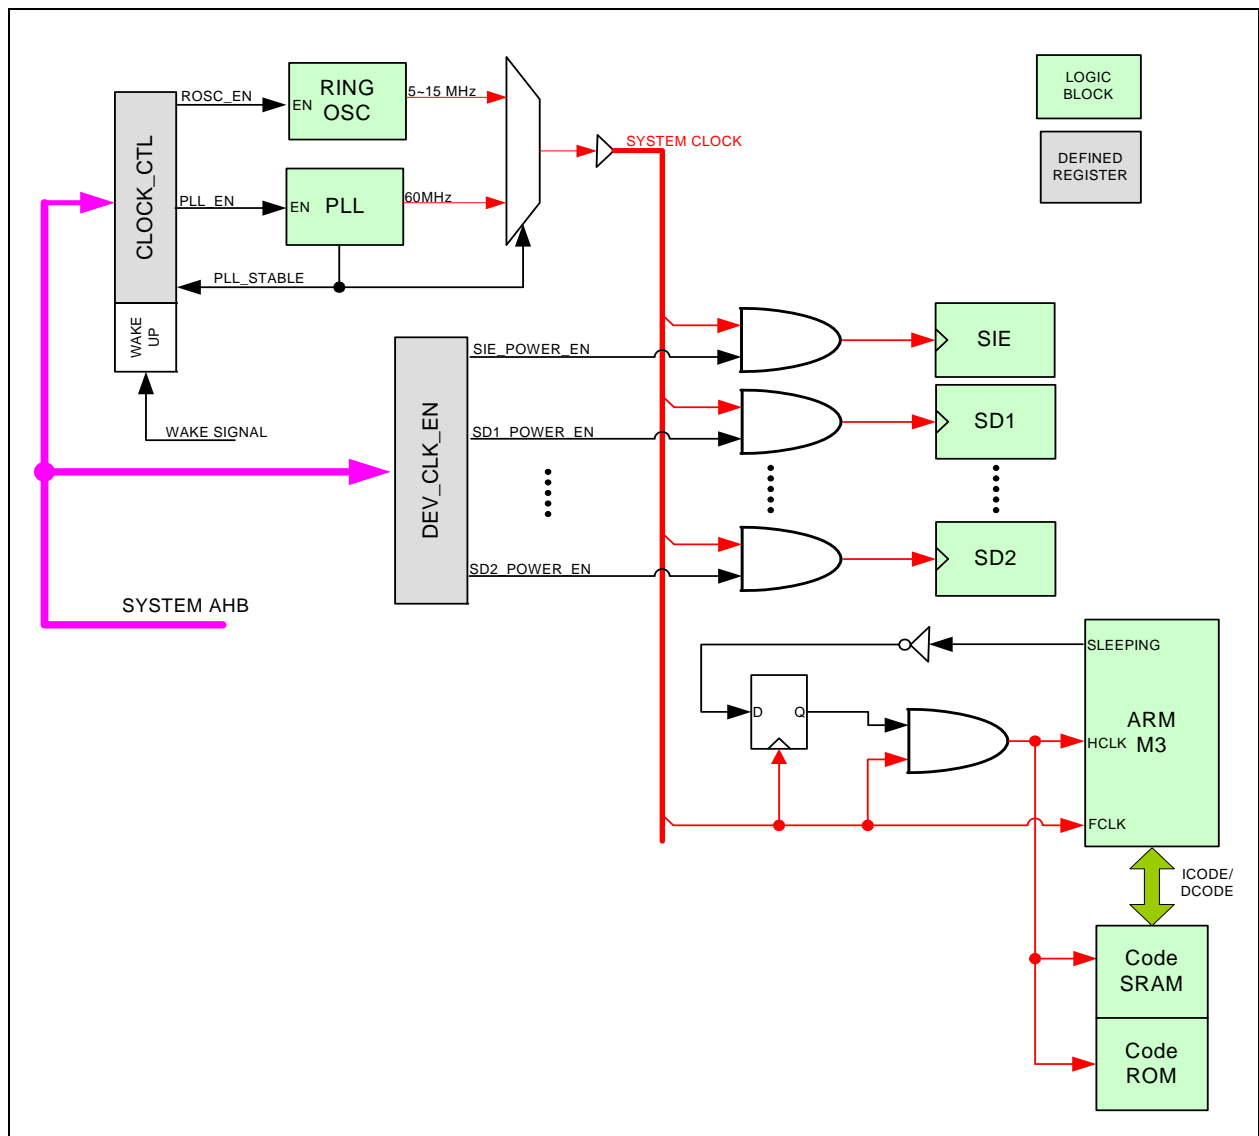 ROSC_EN
EN
RING
OSC
5~15 MHz
CLOCK_CTL
PLL_EN
EN
PLL
60MHz
PLL_STABLE
WAKE
UP
WAKE SIGNAL
SYSTEM CLOCK
LOGIC
BLOCK
DEFINED
REGISTER
DEV_CLK_EN
SIE_POWER_EN
SIE
SD1_POWER_EN
SD1
SD2_POWER_EN
SD2
SYSTEM AHB
SLEEPING
D
Q
ARM
M3
HCLK
FCLK
ICODE/
DCODE
Code
SRAM
Code
ROM